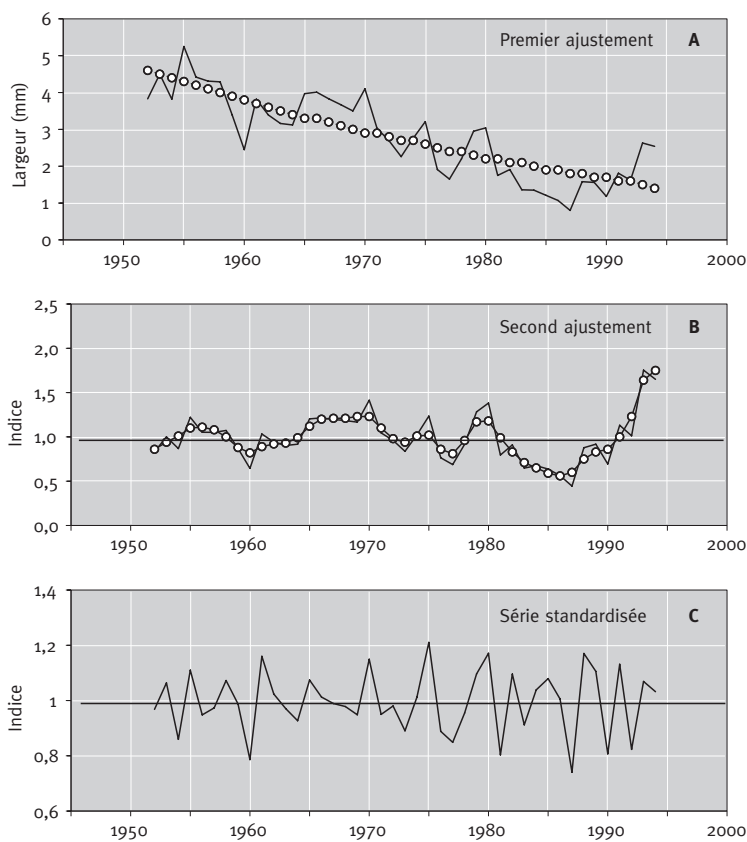 6
Premier ajustement A
5
4
3
2
1
0
Largeur (mm)
1950 1960 1970 1980 1990 2000
2,5
Second ajustement B
2,0
1,5
1,0
0,5
0,0
Indice
1950 1960 1970 1980 1990 2000
1,4
Série standardisée C
1,2
1
0,8
0,6
Indice
1950 1960 1970 1980 1990 2000